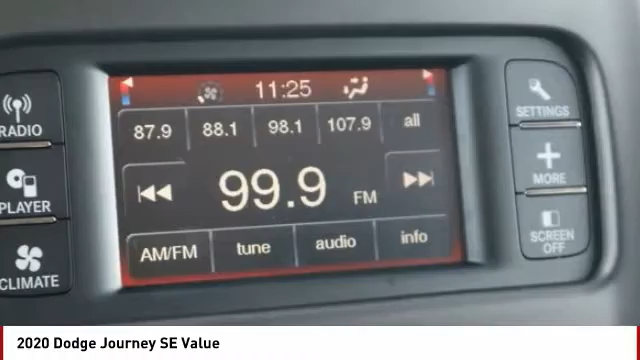 11:25
RADIO
87.9 88.1 98.1 107.9 all
SETTINGS
PLAYER
99.9 FM
MORE
CLIMATE
AM/FM tune audio info
SCREEN
OFF
2020 Dodge Journey SE Value